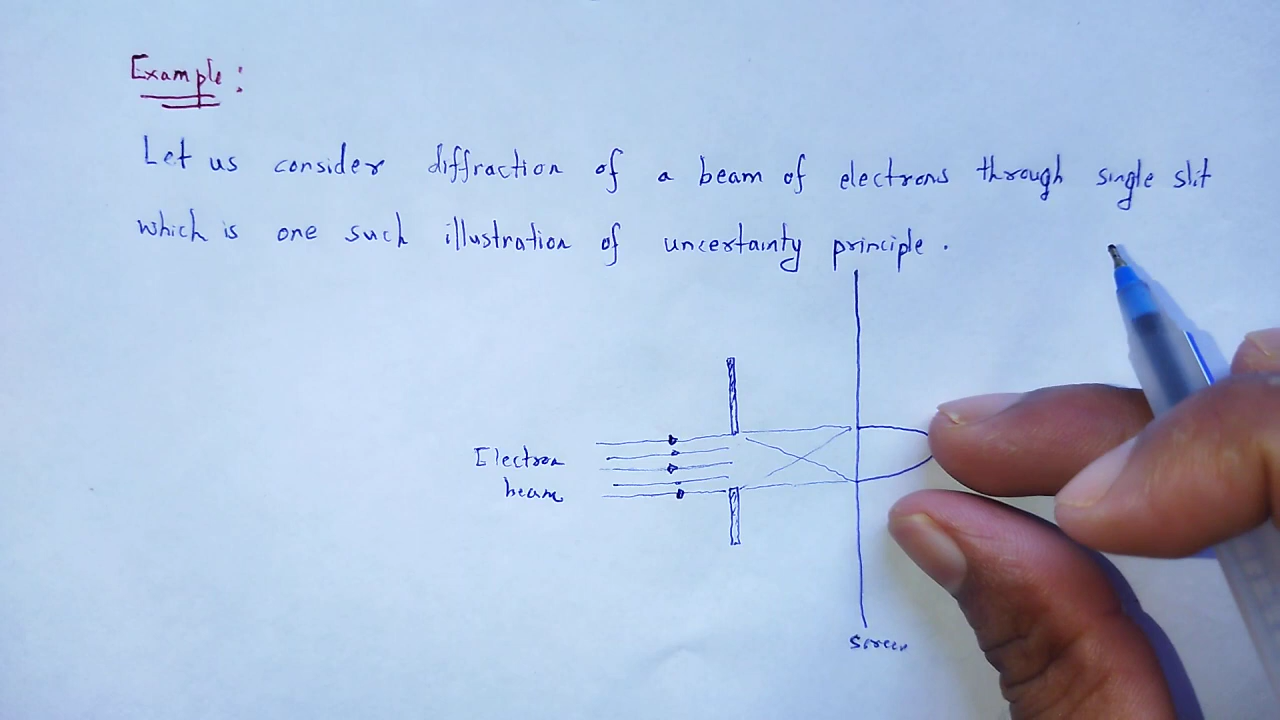 Example:
Let us consider diffraction of a beam of electrons through single slit
which is one such illustration of uncertainty principle.
Electron
beam
Screen